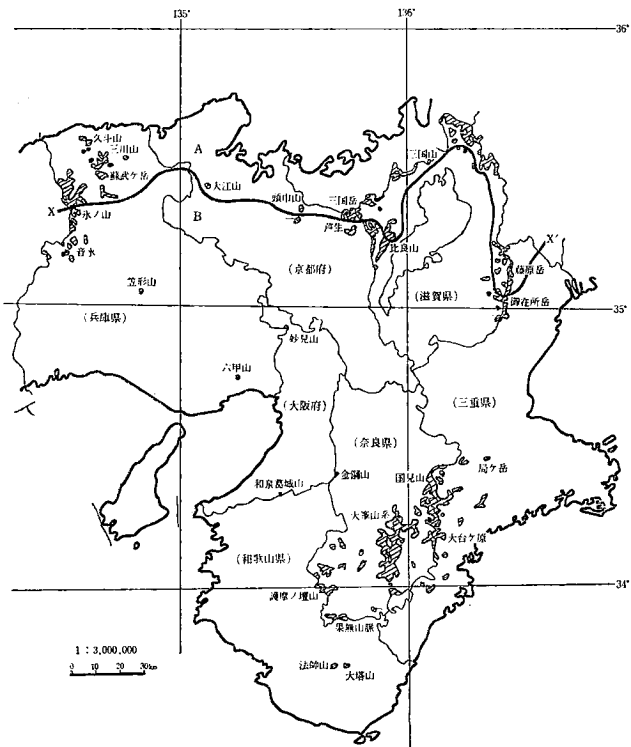 135°
136°
36°
久斗山
三川山
蘇武ケ岳
A
大江山
頭巾山
三国岳
三国山
X
氷ノ山
B
芦生
比良山
X'
音水
(京都府)
藤原岳
笠形山
(滋賀県)
御在所岳
35°
(兵庫県)
妙見山
六甲山
(大阪府)
(三重県)
(奈良県)
局ケ岳
金剛山
国見山
和泉葛城山
大峯山系
大台ケ原
(和歌山県)
34°
護摩ノ壇山
果無山脈
1 : 3,000,000
法師山
大塔山
0 10 20 30km